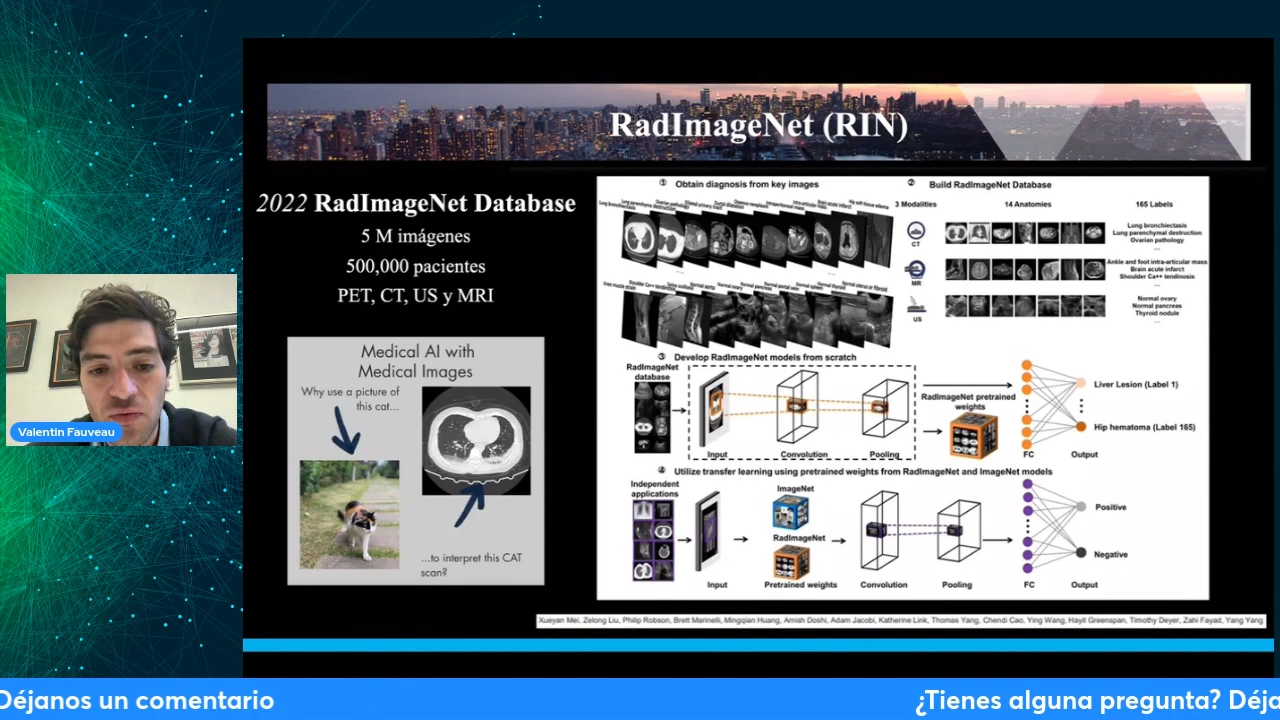 RadImageNet (RIN)
2022 RadImageNet Database
5 M imágenes
500,000 pacientes
PET, CT, US y MRI
Medical AI with
Medical Images
Why use a picture of
this cat...
...to interpret this CAT
scan?
① Obtain diagnosis from key images
② Build RadImageNet Database
3 Modalities
14 Anatomies
165 Labels
CT
Lung bronchiectasis
Lung parenchymal destruction
Ovarian pathology
...
MR
Ankle and foot intra-articular mass
Brain acute infarct
Shoulder Ca++ tendinosis
...
US
Normal ovary
Normal pancreas
Thyroid nodule
...
③ Develop RadImageNet models from scratch
RadImageNet
database
Input
Convolution
Pooling
RadImageNet pretrained
weights
FC
Output
Liver Lesion (Label 1)
Hip hematoma (Label 165)
④ Utilize transfer learning using pretrained weights from RadImageNet and ImageNet models
Independent
applications
Input
ImageNet
RadImageNet
Pretrained weights
Convolution
Pooling
FC
Output
Positive
Negative
Xueyan Mei, Zelong Liu, Philip Robson, Brett Marinelli, Mingqian Huang, Amish Doshi, Adam Jacobi, Katherine Link, Thomas Yang, Chendi Cao, Ying Wang, Hayit Greenspan, Timothy Deyer, Zahi Fayad, Yang Yang
Valentin Fauveau
Déjanos un comentario
¿Tienes alguna pregunta? Déja